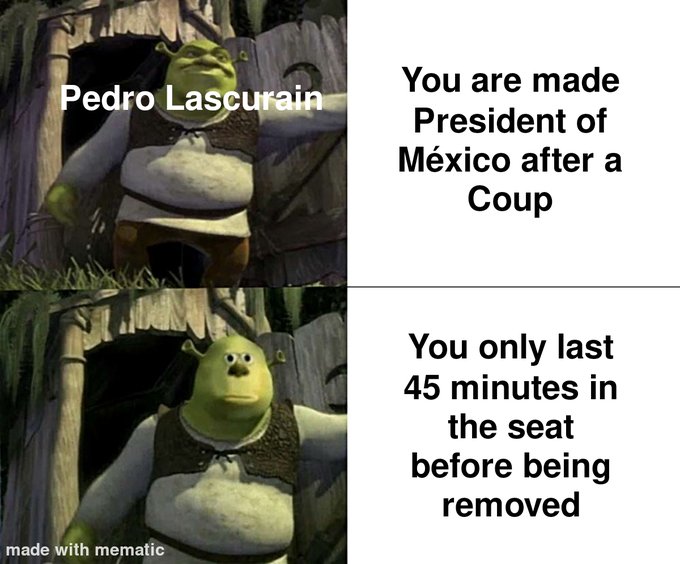 Pedro Lascurain
You are made
President of
México after a
Coup
You only last
45 minutes in
the seat
before being
removed
made with mematic